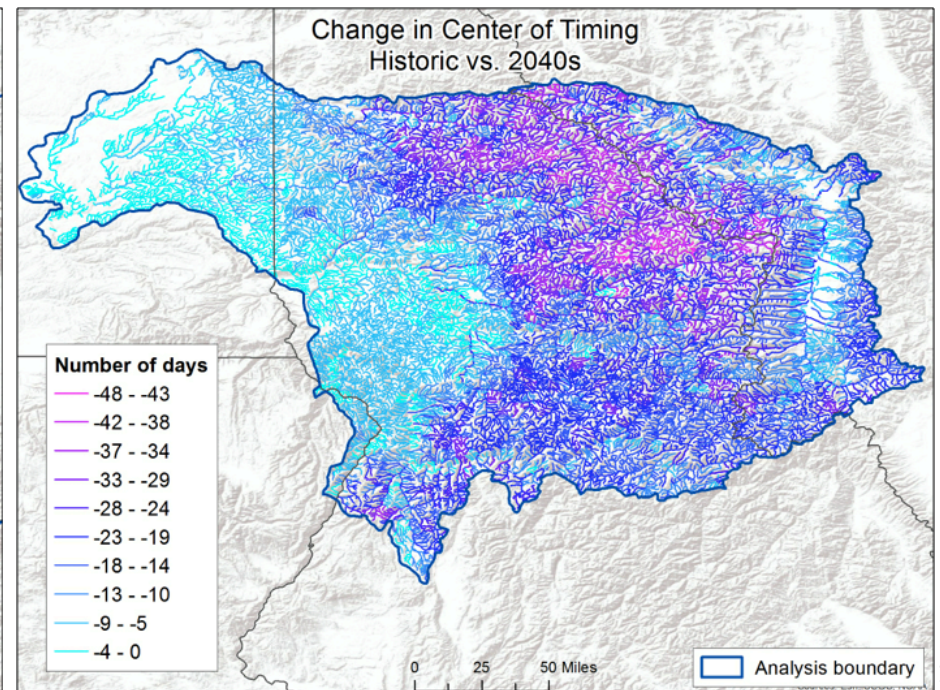 Change in Center of Timing
Historic vs. 2040s
Number of days
-48 - -43
-42 - -38
-37 - -34
-33 - -29
-28 - -24
-23 - -19
-18 - -14
-13 - -10
-9 - -5
-4 - 0
0 25 50 Miles
Analysis boundary